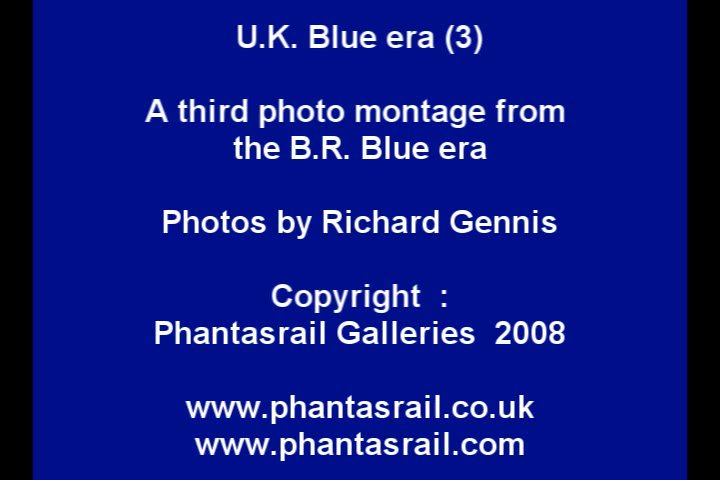 U.K. Blue era (3)
A third photo montage from
the B.R. Blue era
Photos by Richard Gennis
Copyright :
Phantasrail Galleries 2008
www.phantasrail.co.uk
www.phantasrail.com